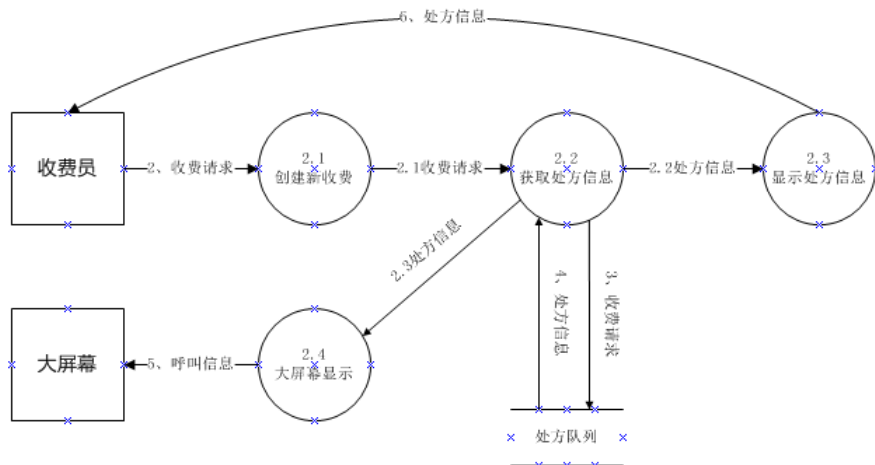 6、处方信息
收费员
2、收费请求
2.1
创建新收费
2.1收费请求
2.2
获取处方信息
2.2处方信息
2.3
显示处方信息
2.3处方信息
4、处方信息
3、收费请求
大屏幕
5、呼叫信息
2.4
大屏幕显示
处方队列